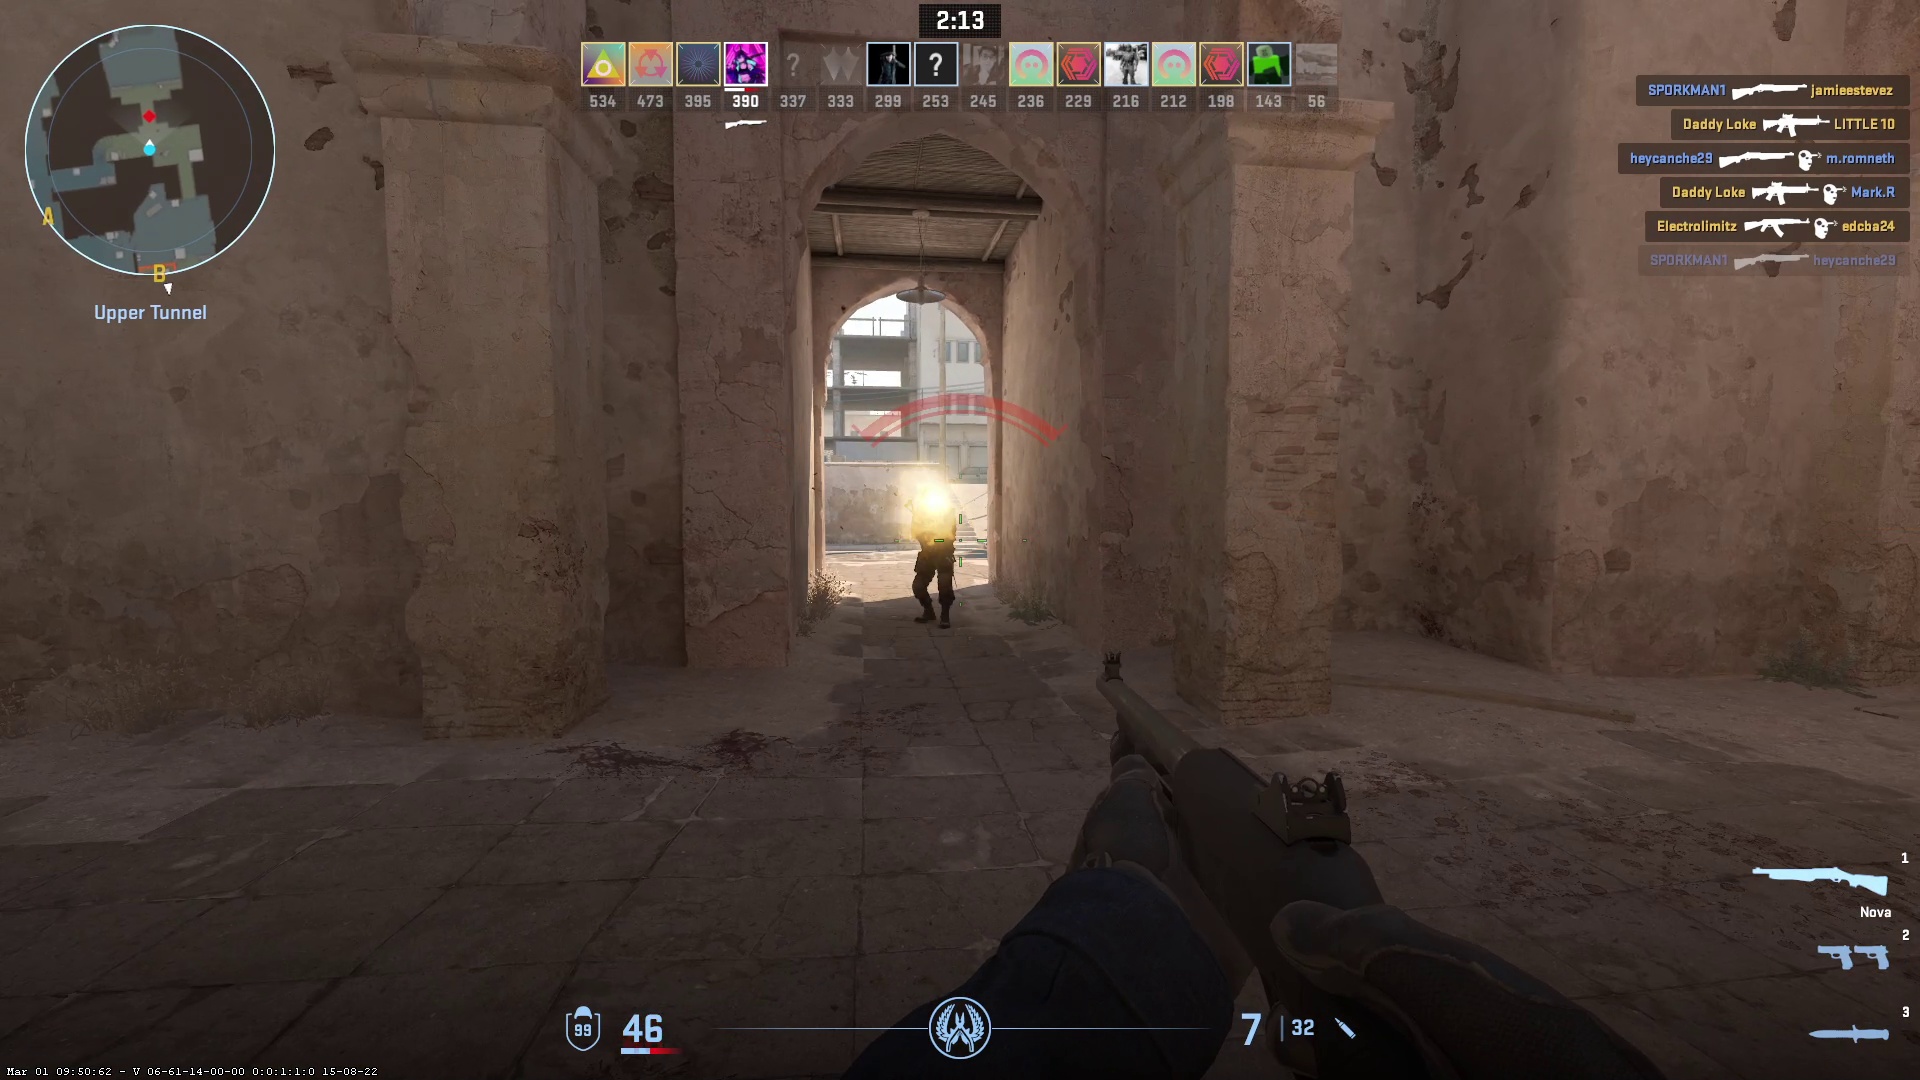 2:13
? ?
534 473 395 390 337 333 299 253 245 236 229 216 212 198 143 56
SPORKMAN1 jamieestevez
Daddy Loke LITTLE 10
heycanche29 m.romneth
Daddy Loke Mark.R
Electrolimitz edcba24
SPORKMAN1 heycanche29
A
B
Upper Tunnel
1
Nova
2
3
99 46
7 | 32
Mar 01 09:50:62 - V 06-61-14-00-00 0:0:1:1:0 15-08-22